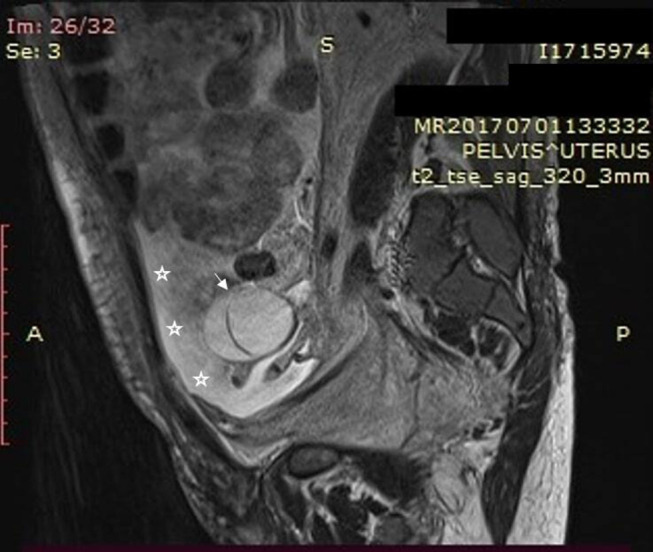 Im: 26/32
Se: 3
S
I1715974
MR20170701133332
PELVIS^UTERUS
t2_tse_sag_320_3mm
A
P